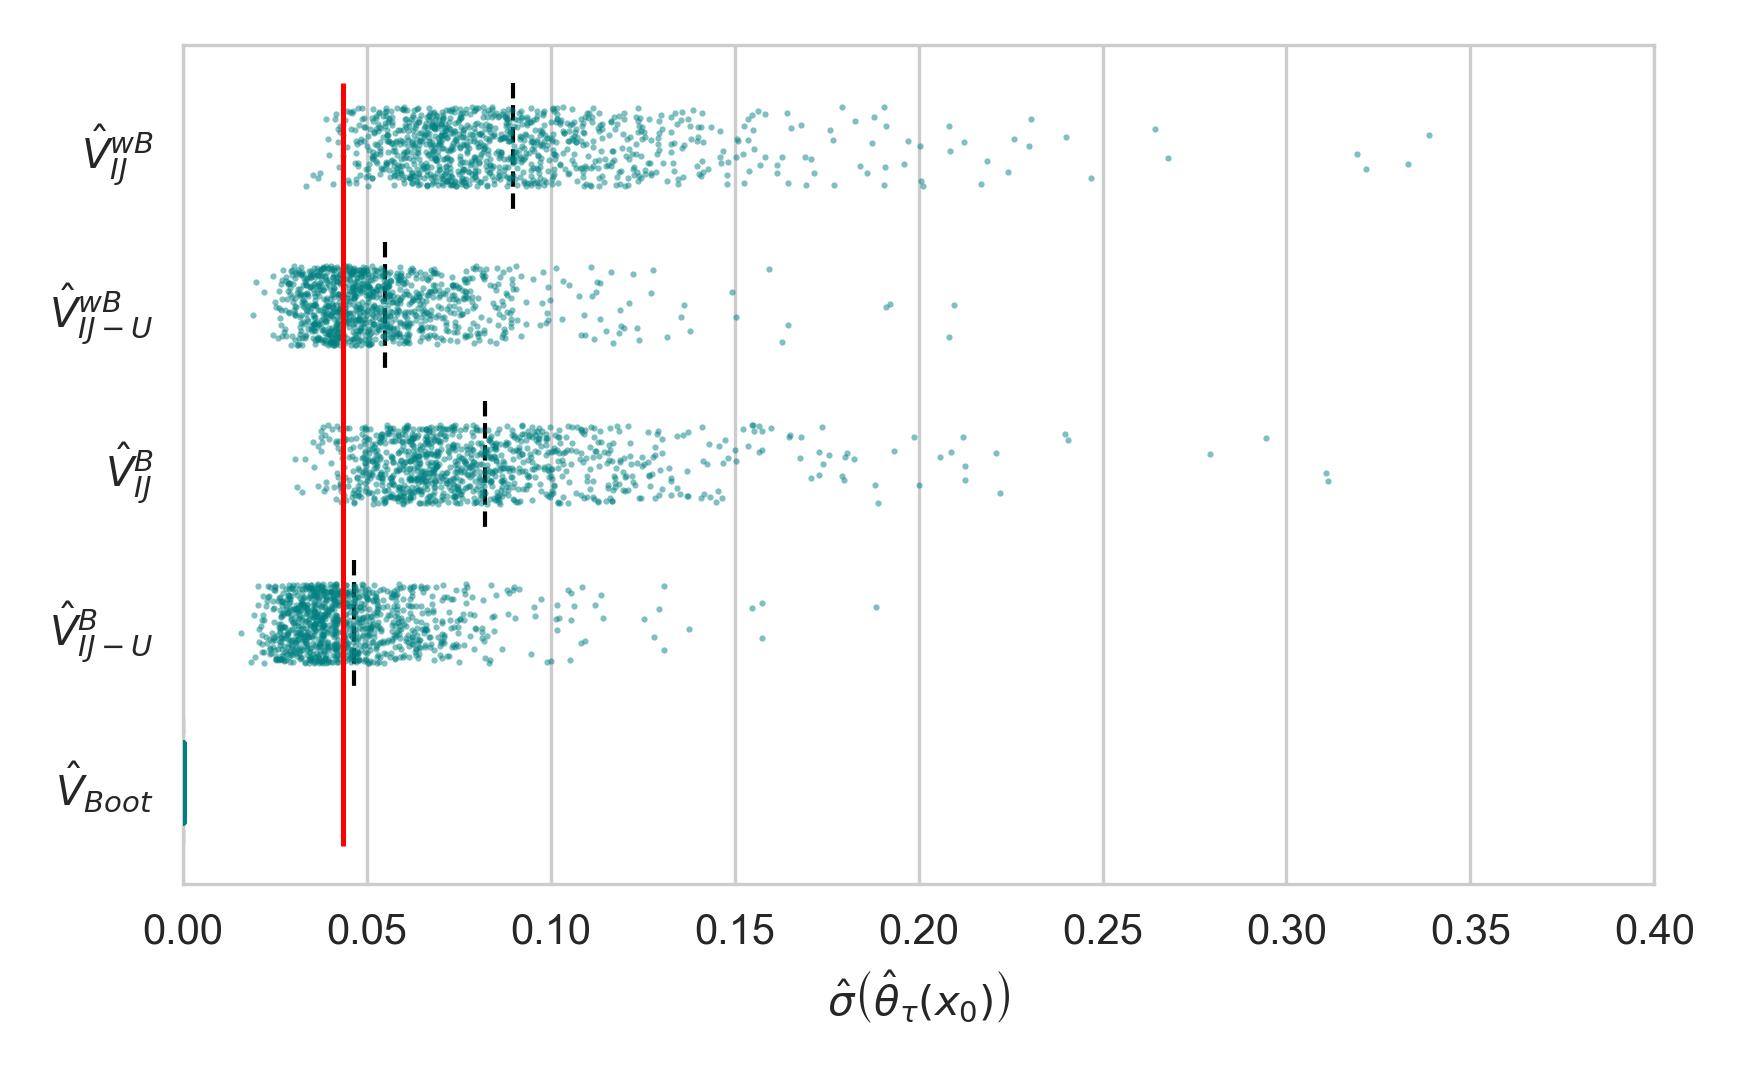 $\hat{V}_{IJ}^{wB}$
$\hat{V}_{IJ-U}^{wB}$
$\hat{V}_{IJ}^{B}$
$\hat{V}_{IJ-U}^{B}$
$\hat{V}_{Boot}$
0.00 0.05 0.10 0.15 0.20 0.25 0.30 0.35 0.40
$\hat{\sigma}(\hat{\theta}_{\tau}(x_0))$